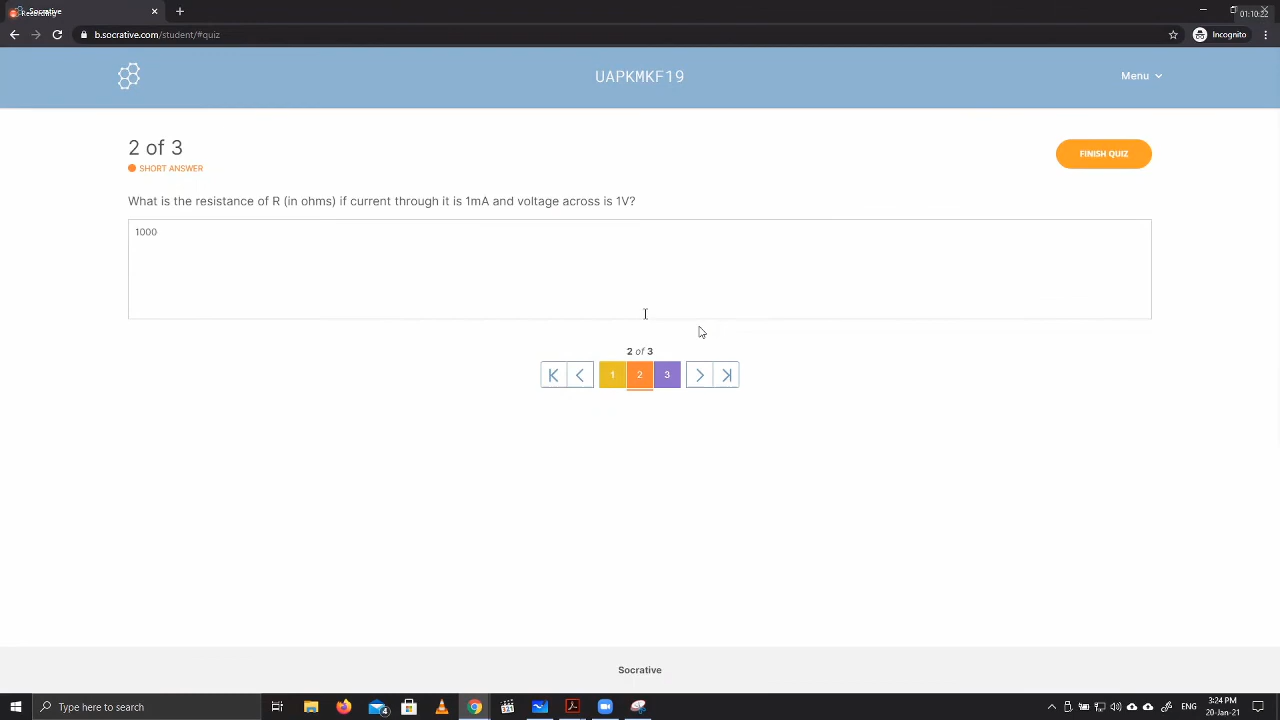 Socrative
01:10:22
b.socrative.com/student/#quiz
Incognito
UAPKMKF19
Menu
2 of 3
SHORT ANSWER
FINISH QUIZ
What is the resistance of R (in ohms) if current through it is 1mA and voltage across is 1V?
1000
2 of 3
1 2 3
Socrative
Type here to search
ENG
3:24 PM
20-Jan-21